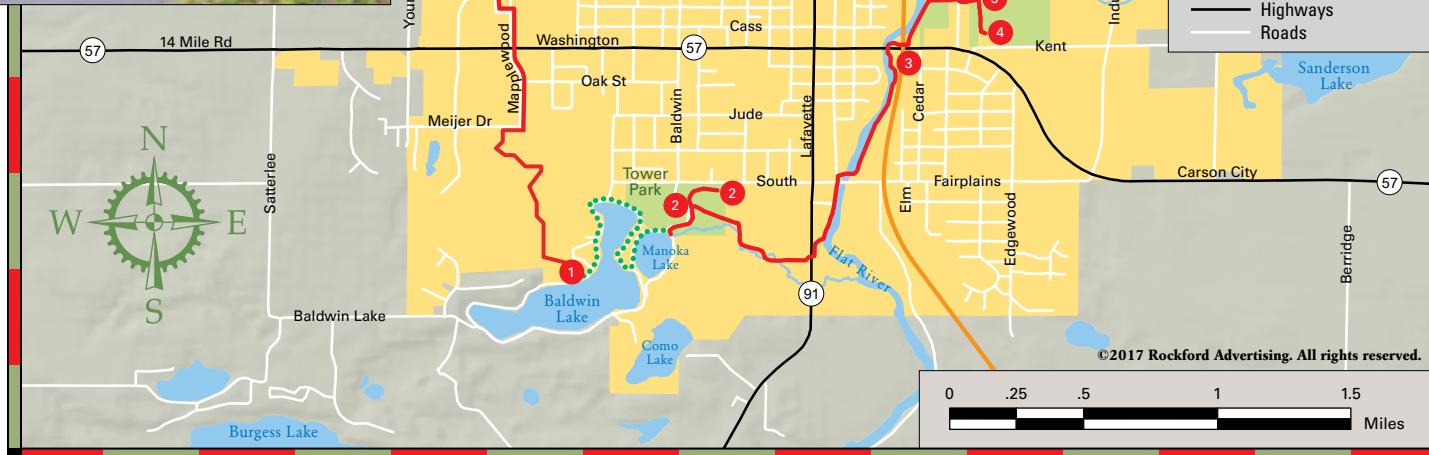 Highways
Roads
Cass
4
Kent
57
14 Mile Rd
Washington
57
3
Sanderson
Lake
Mapplewood
Oak St
Cedar
Meijer Dr
Baldwin
Jude
Lafayette
N
Satterlee
Tower
Park
South
Fairplains
Carson City
57
2
2
W
E
Elm
Edgewood
Manoka
Lake
Flat River
Berridge
1
S
Baldwin
Lake
91
Baldwin Lake
Como
Lake
©2017 Rockford Advertising. All rights reserved.
0 .25 .5 1 1.5
Miles
Burgess Lake